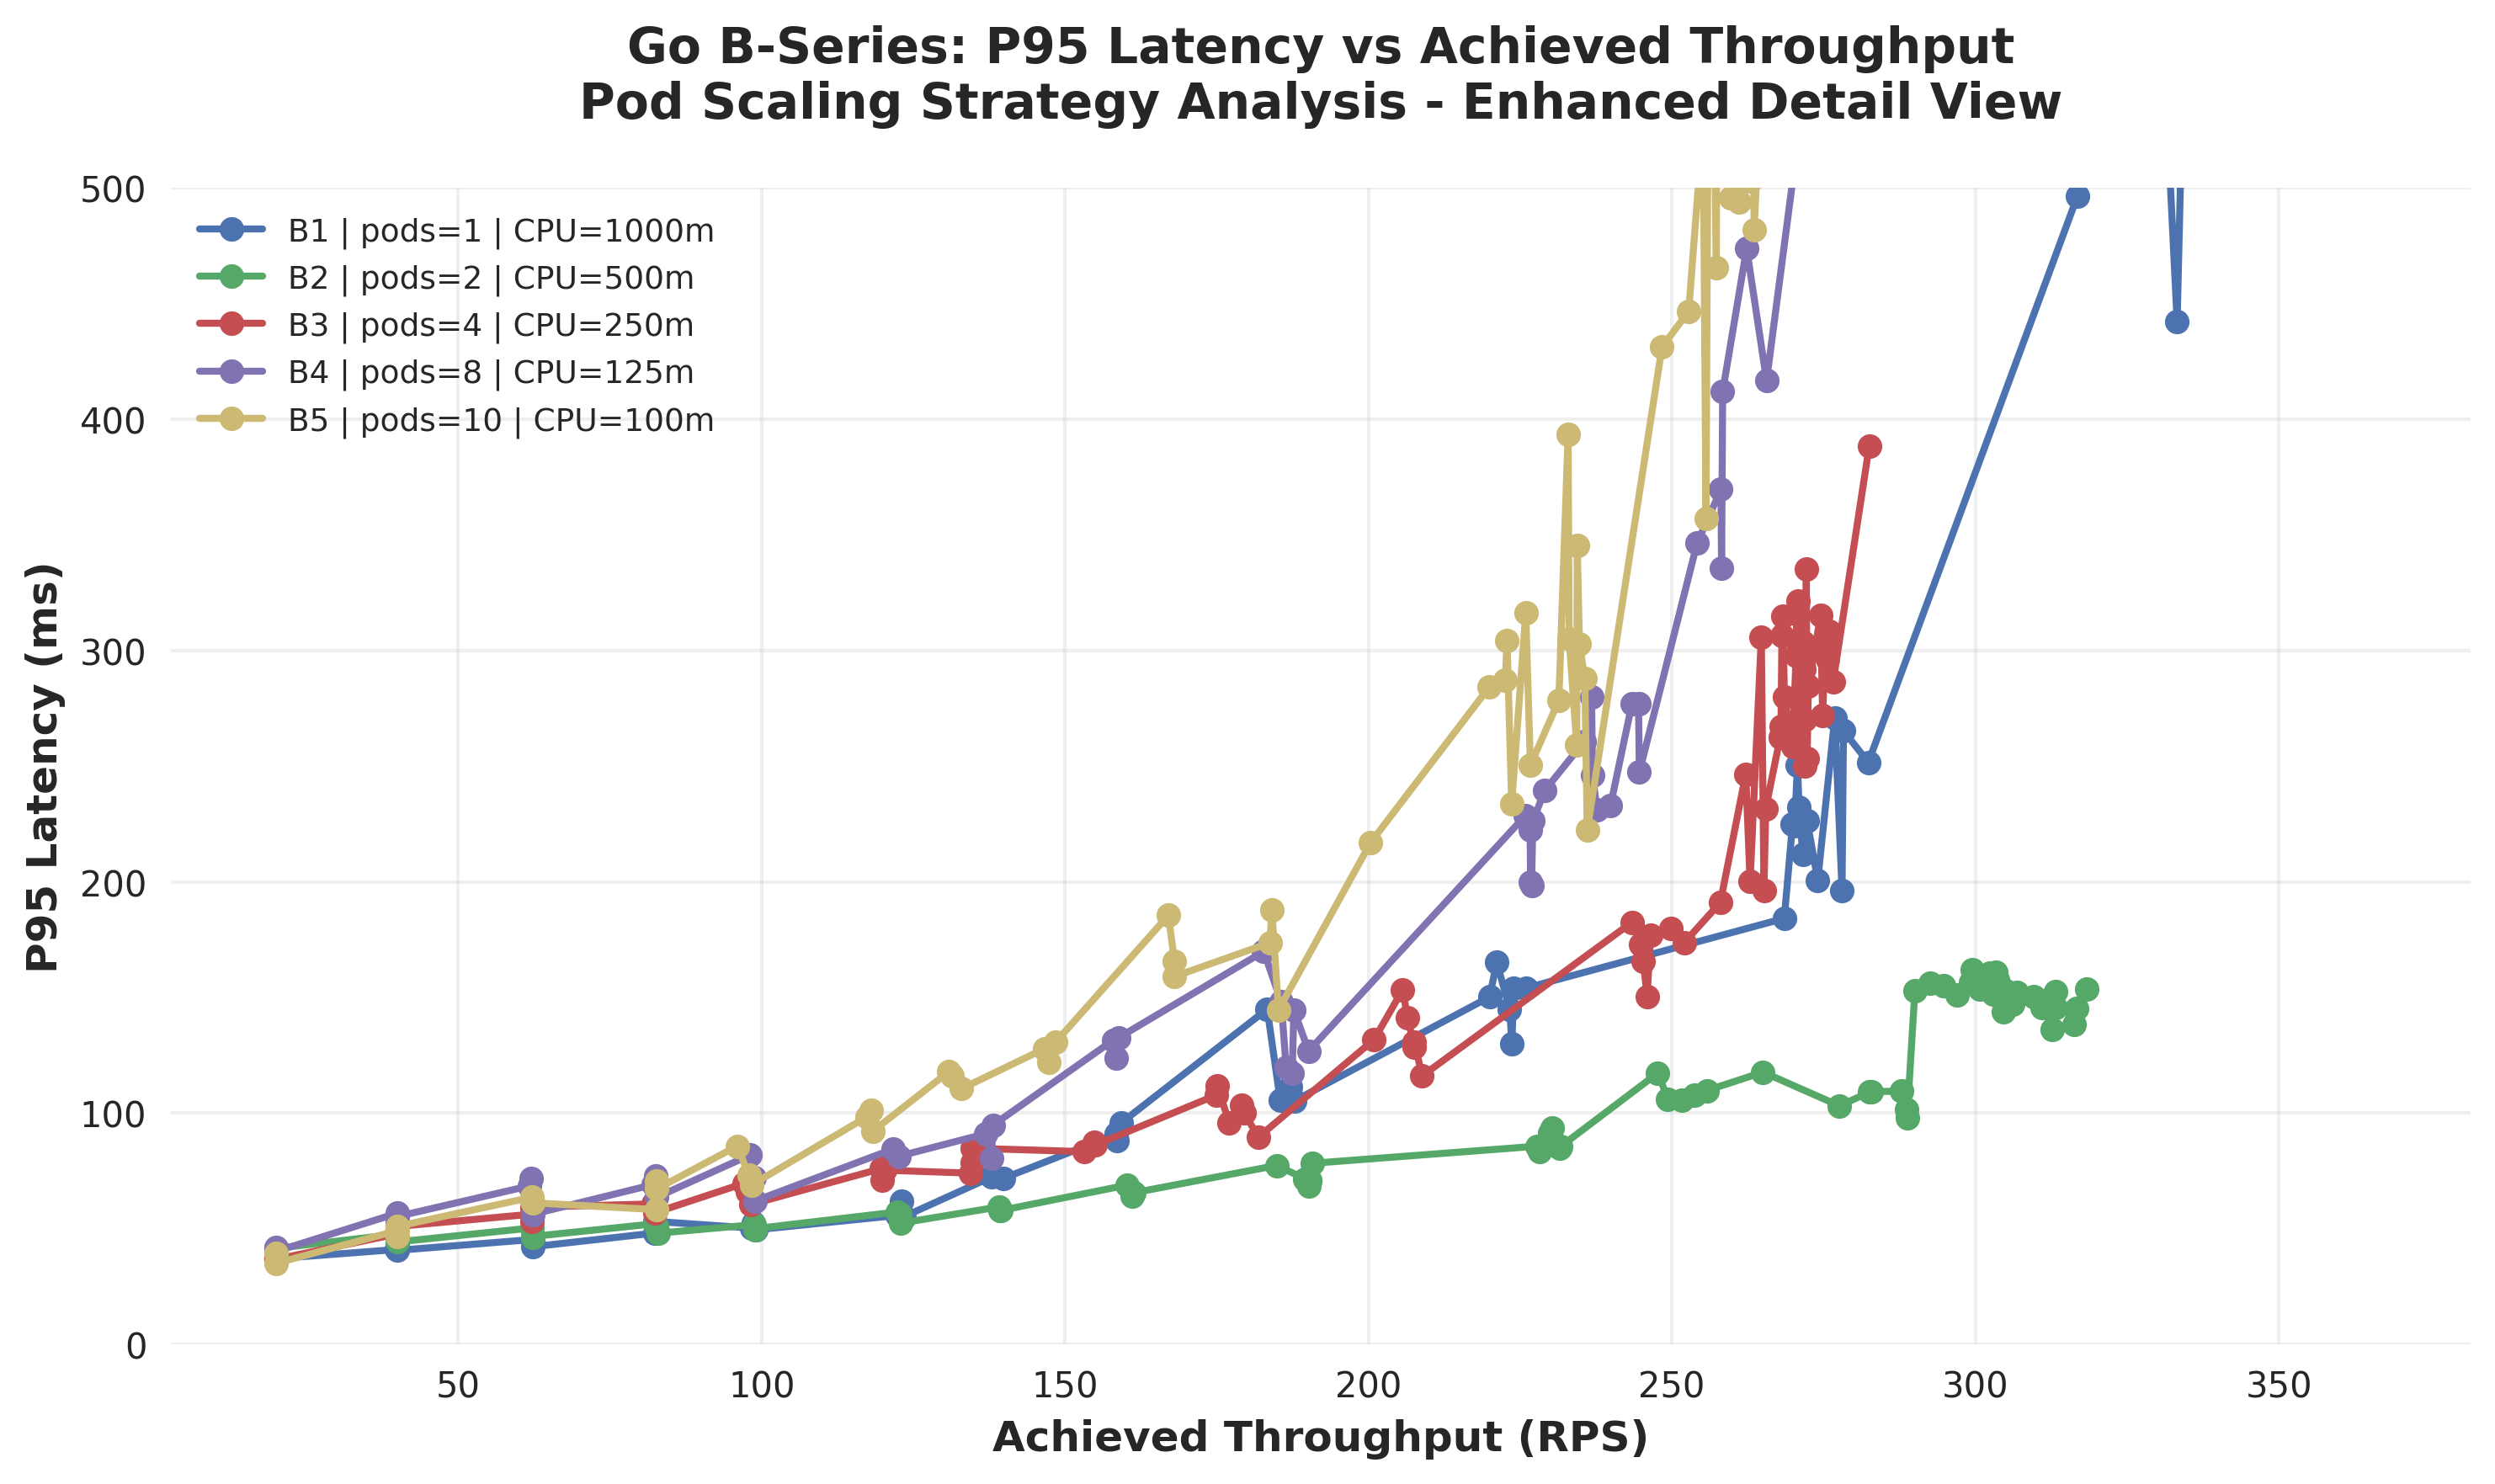 Go B-Series: P95 Latency vs Achieved Throughput
Pod Scaling Strategy Analysis - Enhanced Detail View
500
400
300
200
100
0
P95 Latency (ms)
B1 | pods=1 | CPU=1000m
B2 | pods=2 | CPU=500m
B3 | pods=4 | CPU=250m
B4 | pods=8 | CPU=125m
B5 | pods=10 | CPU=100m
50 100 150 200 250 300 350
Achieved Throughput (RPS)